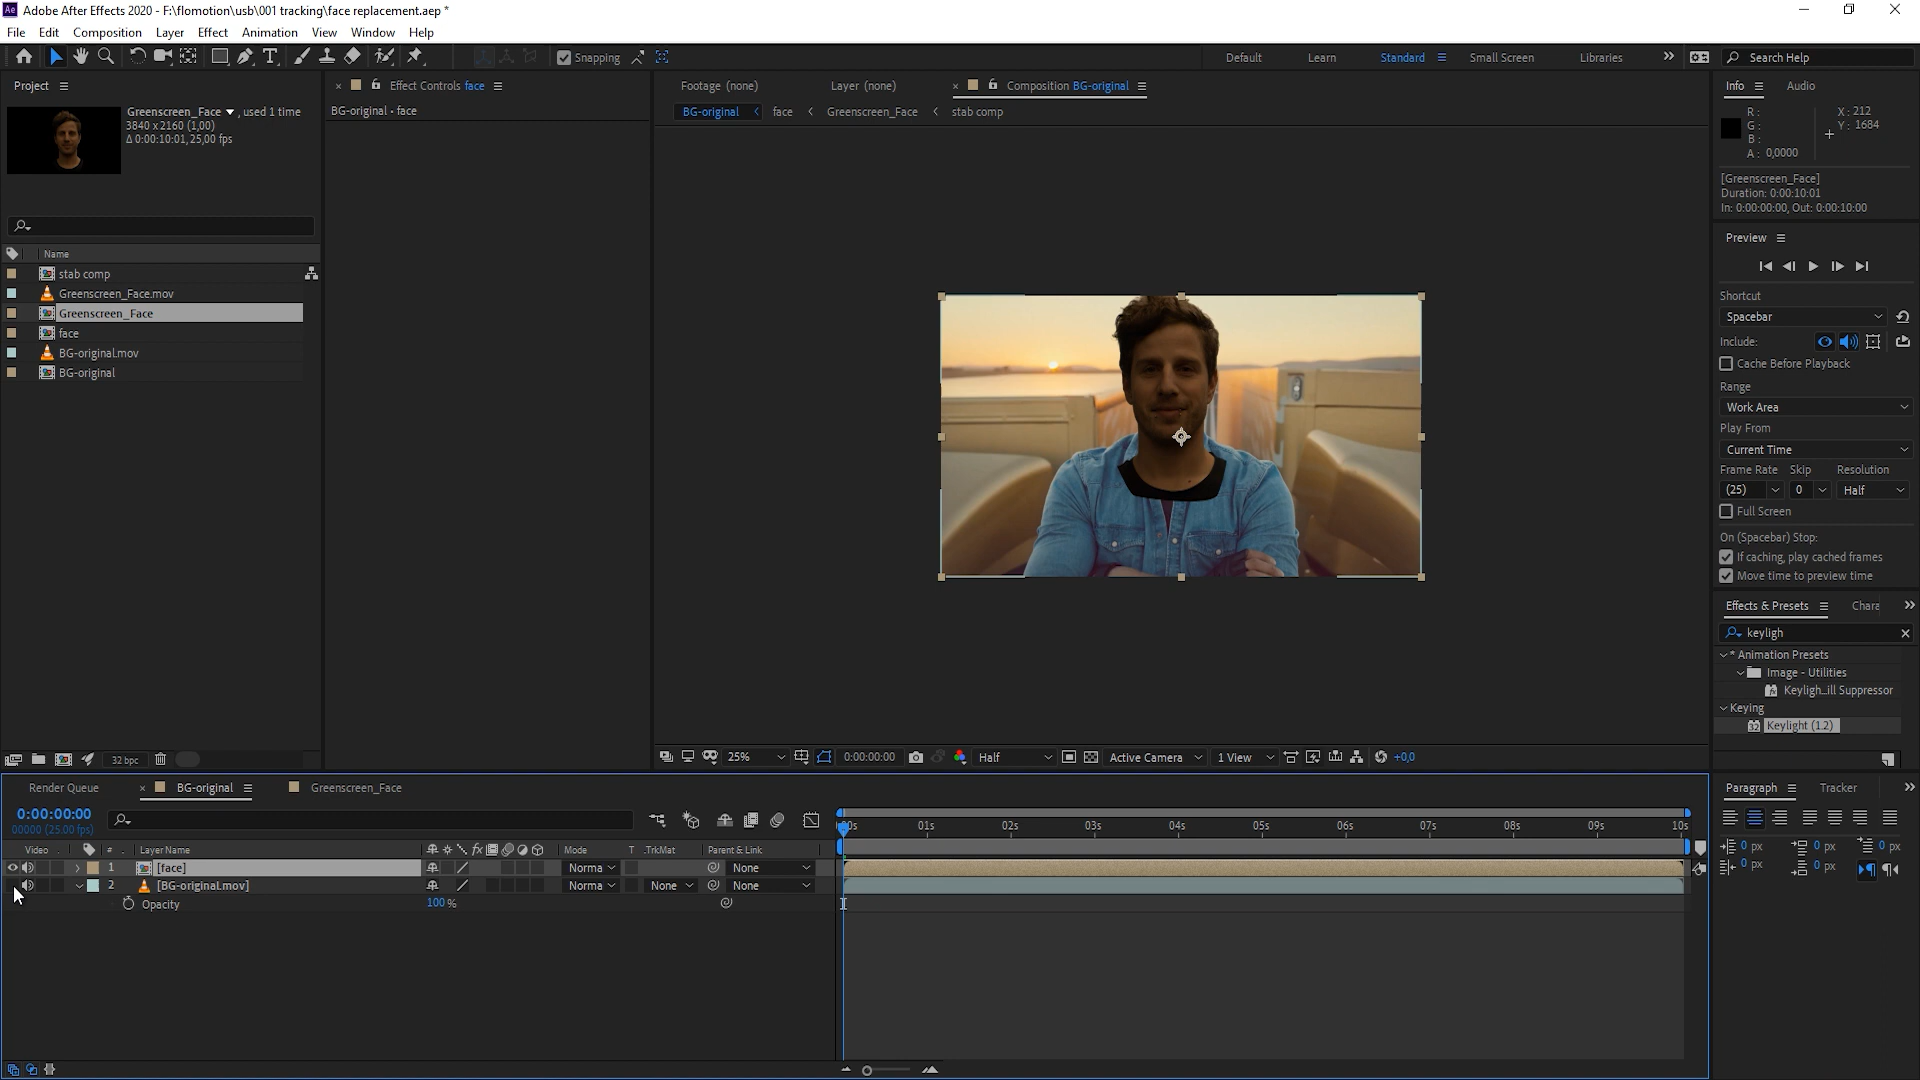 Adobe After Effects 2020 - F:\flomotion\usb\001 tracking\face replacement.aep *
File Edit Composition Layer Effect Animation View Window Help
Snapping
Default Learn Standard Small Screen Libraries
Search Help
Project
Greenscreen_Face , used 1 time
3840 x 2160 (1,00)
Δ 0:00:10:01, 25,00 fps
Name
stab comp
Greenscreen_Face.mov
Greenscreen_Face
face
BG-original.mov
BG-original
32 bpc
Effect Controls face
BG-original • face
Footage (none) Layer (none) Composition BG-original
BG-original face Greenscreen_Face stab comp
25% 0:00:00:00 Half Active Camera 1 View +0,0
Info Audio
R:
G:
B:
A: 0,0000
X: 212
Y: 1684
[Greenscreen_Face]
Duration: 0:00:10:01
In: 0:00:00:00, Out: 0:00:10:00
Preview
Shortcut
Spacebar
Include:
Cache Before Playback
Range
Work Area
Play From
Current Time
Frame Rate Skip Resolution
(25) 0 Half
Full Screen
On (Spacebar) Stop:
If caching, play cached frames
Move time to preview time
Effects & Presets Chara
keyligh
* Animation Presets
Image - Utilities
Keyligh...ill Suppressor
Keying
Keylight (1.2)
Render Queue BG-original Greenscreen_Face
0:00:00:00
00000 (25.00 fps)
Video # Layer Name Mode T .TrkMat Parent & Link
1 [face] Norma None
2 [BG-original.mov] Norma None None
Opacity 100 %
00s 01s 02s 03s 04s 05s 06s 07s 08s 09s 10s
Paragraph Tracker
0 px 0 px 0 px
0 px 0 px